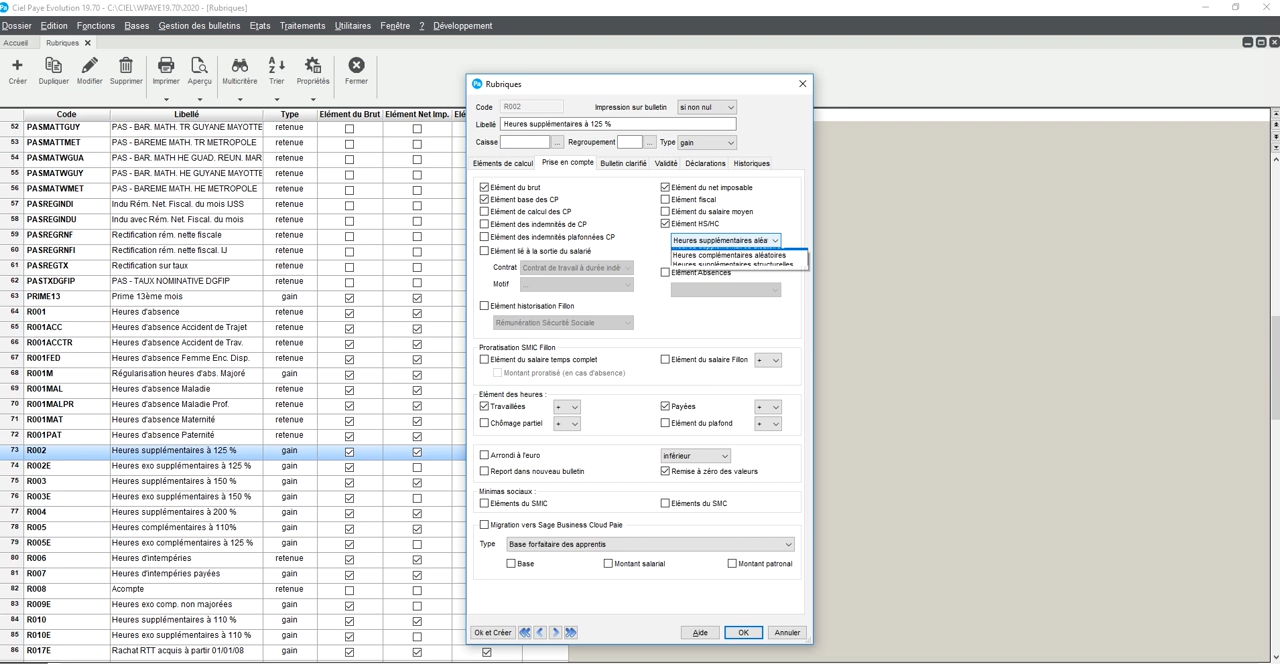 Ciel Paye Evolution 19.70 - C:\CIEL\WPAYE19.70\2020 - [Rubriques]
Dossier Edition Fonctions Bases Gestion des bulletins Etats Traitements Utilitaires Fenêtre ? Développement
Accueil Rubriques
Créer Dupliquer Modifier Supprimer Imprimer Aperçu Multicritère Trier Propriétés Fermer
Code Libellé Type Elément du Brut Elément Net Imp. Elé
52 PASMATTGUY PAS - BAR. MATH. TR GUYANE MAYOTTE retenue
53 PASMATTMET PAS - BAREME MATH. TR METROPOLE retenue
54 PASMATWGUA PAS - BAR. MATH HE GUAD. REUN. MAR retenue
55 PASMATWGUY PAS - BAR. MATH. HE GUYANE MAYOTTE retenue
56 PASMATWMET PAS - BAREME MATH. HE METROPOLE retenue
57 PASREGINDI Indu Rém. Net. Fiscal. du mois IJSS retenue
58 PASREGINDU Indu avec Rém. Net. Fiscal. du mois retenue
59 PASREGRNF Rectification rém. nette fiscale retenue
60 PASREGRNFI Rectification rém. net. fiscal. IJ retenue
61 PASREGTX Rectification sur taux retenue
62 PASTXDGFIP PAS - TAUX NOMINATIVE DGFIP retenue
63 PRIME13 Prime 13ème mois gain
64 R001 Heures d'absence retenue
65 R001ACC Heures d'absence Accident de Trajet retenue
66 R001ACCTR Heures d'absence Accident de Trav. retenue
67 R001FED Heures d'absence Femme Enc. Disp. retenue
68 R001M Régularisation heures d'abs. Majoré gain
69 R001MAL Heures d'absence Maladie retenue
70 R001MALPR Heures d'absence Maladie Prof. retenue
71 R001MAT Heures d'absence Maternité retenue
72 R001PAT Heures d'absence Paternité retenue
73 R002 Heures supplémentaires à 125 % gain
74 R002E Heures exo supplémentaires à 125 % gain
75 R003 Heures supplémentaires à 150 % gain
76 R003E Heures exo supplémentaires à 150 % gain
77 R004 Heures supplémentaires à 200 % gain
78 R005 Heures complémentaires à 110% gain
79 R005E Heures exo complémentaires à 125 % gain
80 R006 Heures d'intempéries retenue
81 R007 Heures d'intempéries payées gain
82 R008 Acompte retenue
83 R009E Heures exo comp. non majorées gain
84 R010 Heures supplémentaires à 110 % gain
85 R010E Heures exo supplémentaires à 110 % gain
86 R017E Rachat RTT acquis à partir 01/01/08 gain
Rubriques
Code R002 Impression sur bulletin si non nul
Libellé Heures supplémentaires à 125 %
Caisse ... Regroupement ... Type gain
Eléments de calcul Prise en compte Bulletin clarifié Validité Déclarations Historiques
Elément du brut Elément du net imposable
Elément base des CP Elément fiscal
Elément de calcul des CP Elément du salaire moyen
Elément des indemnités de CP Elément HS/HC
Elément des indemnités plafonnées CP Heures supplémentaires aléa
Elément lié à la sortie du salarié Heures complémentaires aléatoires
Heures supplémentaires structurelles
Contrat Contrat de travail à durée indé Elément Absences
Motif ...
Elément historisation Fillon
Rémunération Sécurité Sociale
Proratisation SMIC Fillon
Elément du salaire temps complet Elément du salaire Fillon +
Montant proratisé (en cas d'absence)
Elément des heures :
Travaillées + Payées +
Chômage partiel + Elément du plafond +
Arrondi à l'euro inférieur
Report dans nouveau bulletin Remise à zéro des valeurs
Minimas sociaux :
Eléments du SMIC Eléments du SMC
Migration vers Sage Business Cloud Paie
Type Base forfaitaire des apprentis
Base Montant salarial Montant patronal
Ok et Créer Aide OK Annuler